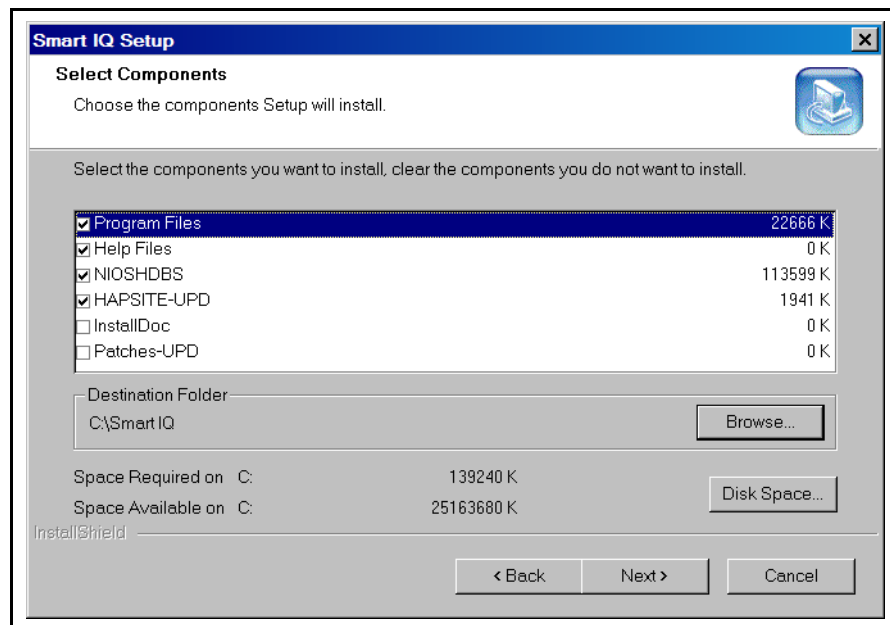 Smart IQ Setup
Select Components
Choose the components Setup will install.
Select the components you want to install, clear the components you do not want to install.
Program Files 22666 K
Help Files 0 K
NIOSHDBS 113599 K
HAPSITE-UPD 1941 K
InstallDoc 0 K
Patches-UPD 0 K
Destination Folder
C:\Smart IQ Browse...
Space Required on C: 139240 K
Disk Space...
Space Available on C: 25163680 K
InstallShield
< Back Next > Cancel